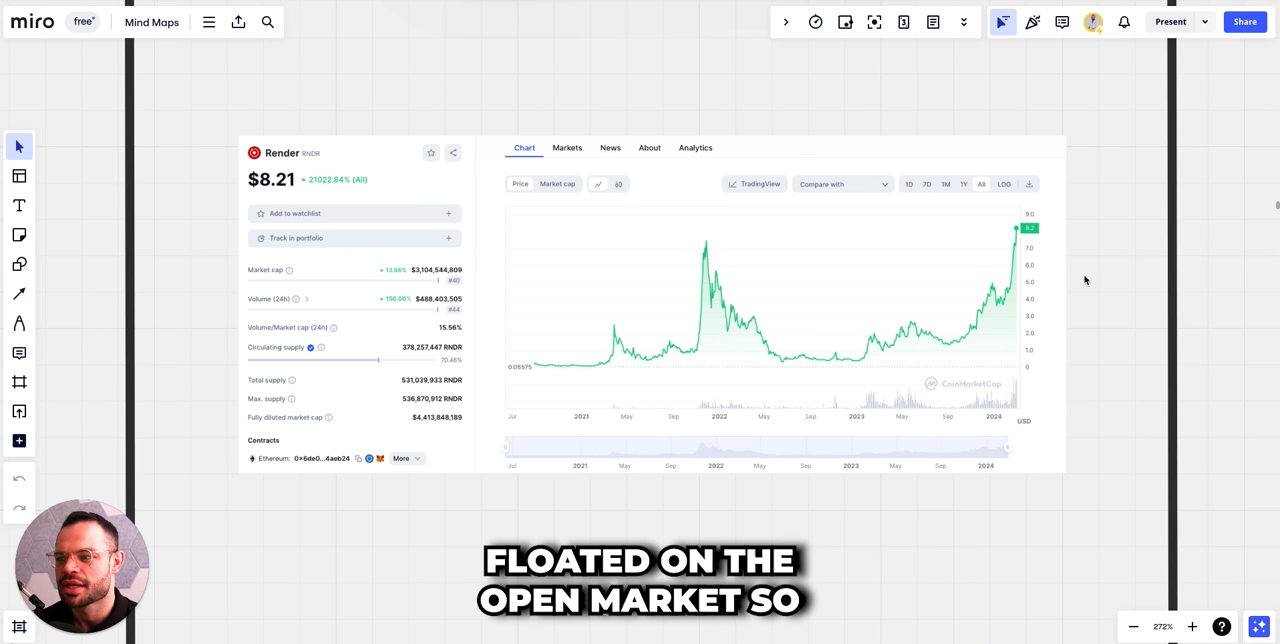 miro free Mind Maps
Present Share
Render RNDR
$8.21 21022.84% (All)
Add to watchlist
Track in portfolio
Market cap 13.88% $3,104,544,809
#40
Volume (24h) 150.00% $488,403,505
#44
Volume/Market cap (24h) 15.56%
Circulating supply 378,257,447 RNDR
70.46%
Total supply 531,039,933 RNDR
Max. supply 536,870,912 RNDR
Fully diluted market cap $4,413,848,189
Contracts
Ethereum: 0x6de0...4aeb24 More
Chart Markets News About Analytics
Price Market cap TradingView Compare with 1D 7D 1M 1Y All LOG
9.0
8.2
7.0
6.0
5.0
4.0
3.0
2.0
1.0
0.05575 0
CoinMarketCap
Jul 2021 May Sep 2022 May Sep 2023 May Sep 2024
USD
Jul 2021 May Sep 2022 May Sep 2023 May Sep 2024
FLOATED ON THE
OPEN MARKET SO
272%